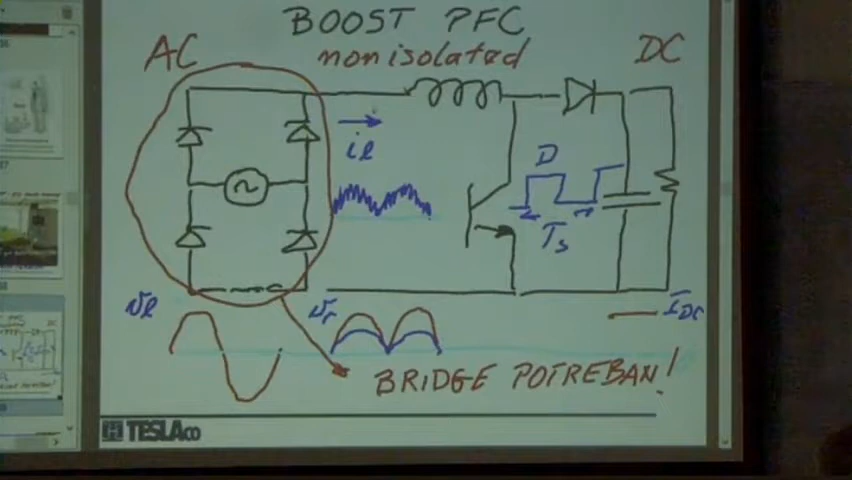 BOOST PFC
AC nonisolated DC
il
D
Ts
vl vr IDC
BRIDGE POTREBAN!
TESLAco